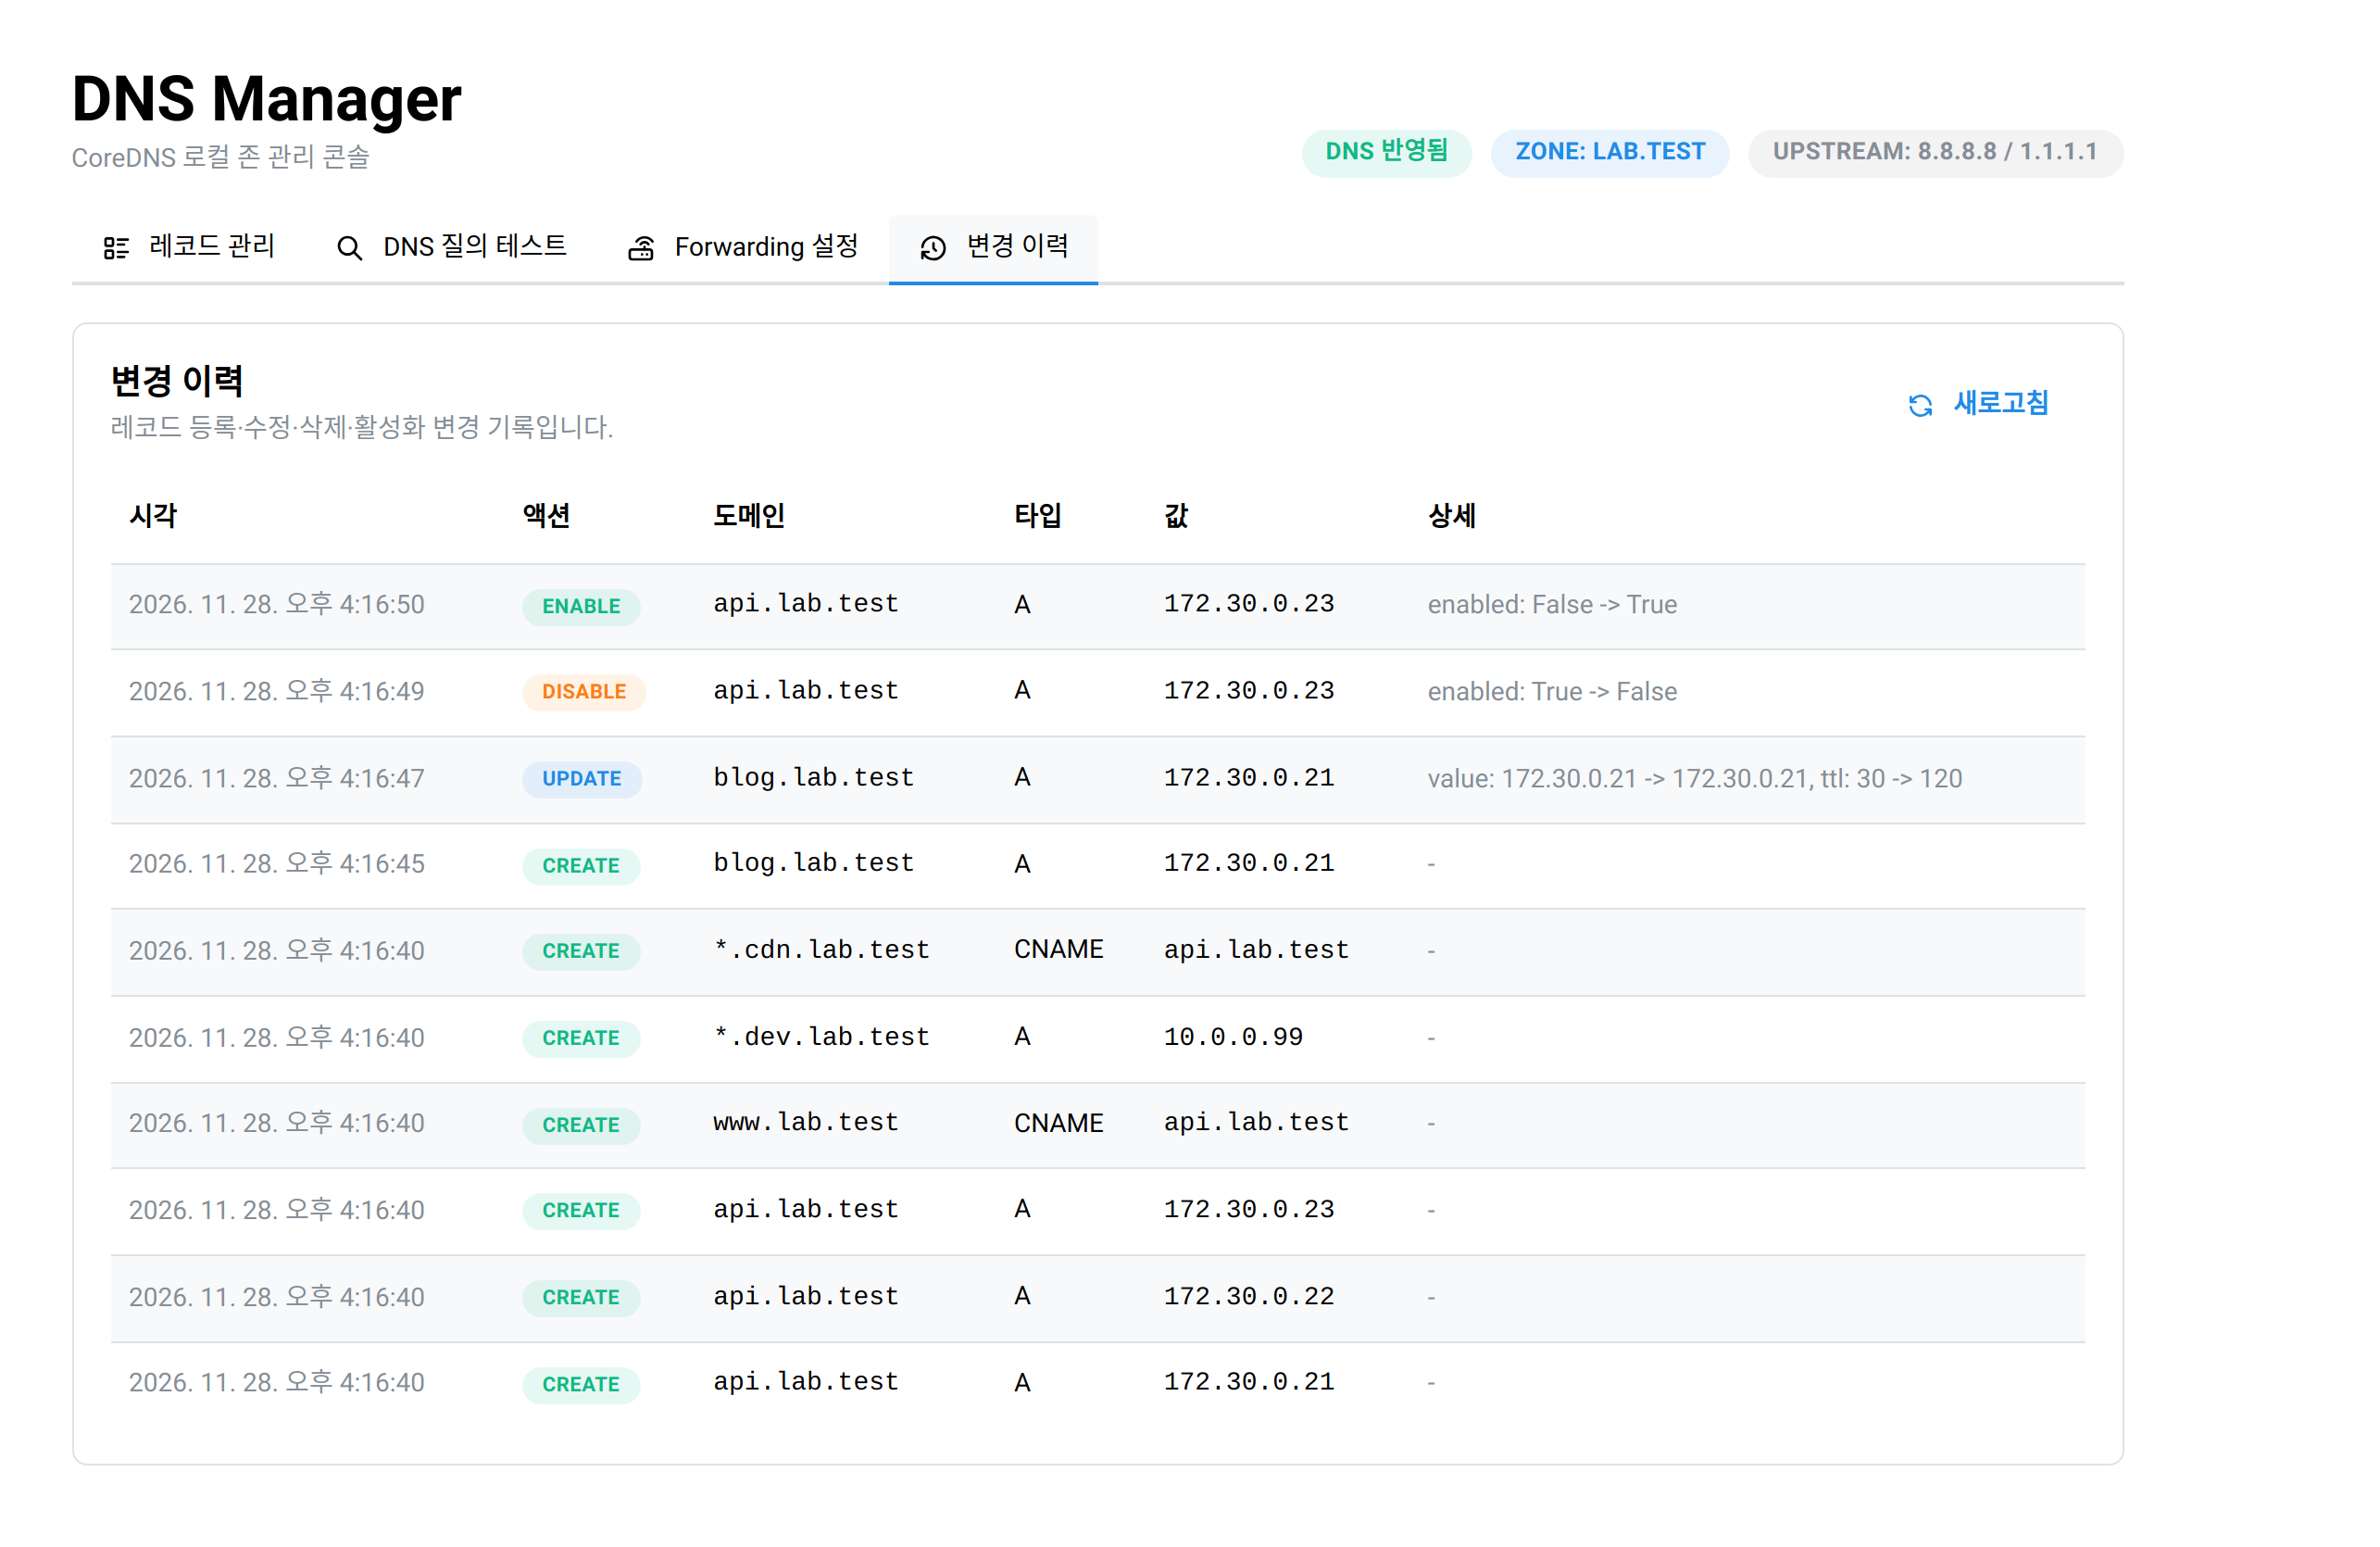 DNS Manager
CoreDNS 로컬 존 관리 콘솔
DNS 반영됨 ZONE: LAB.TEST UPSTREAM: 8.8.8.8 / 1.1.1.1
레코드 관리 DNS 질의 테스트 Forwarding 설정 변경 이력
변경 이력
레코드 등록·수정·삭제·활성화 변경 기록입니다.
새로고침
시각 액션 도메인 타입 값 상세
2026. 11. 28. 오후 4:16:50 ENABLE api.lab.test A 172.30.0.23 enabled: False -> True
2026. 11. 28. 오후 4:16:49 DISABLE api.lab.test A 172.30.0.23 enabled: True -> False
2026. 11. 28. 오후 4:16:47 UPDATE blog.lab.test A 172.30.0.21 value: 172.30.0.21 -> 172.30.0.21, ttl: 30 -> 120
2026. 11. 28. 오후 4:16:45 CREATE blog.lab.test A 172.30.0.21 -
2026. 11. 28. 오후 4:16:40 CREATE *.cdn.lab.test CNAME api.lab.test -
2026. 11. 28. 오후 4:16:40 CREATE *.dev.lab.test A 10.0.0.99 -
2026. 11. 28. 오후 4:16:40 CREATE www.lab.test CNAME api.lab.test -
2026. 11. 28. 오후 4:16:40 CREATE api.lab.test A 172.30.0.23 -
2026. 11. 28. 오후 4:16:40 CREATE api.lab.test A 172.30.0.22 -
2026. 11. 28. 오후 4:16:40 CREATE api.lab.test A 172.30.0.21 -